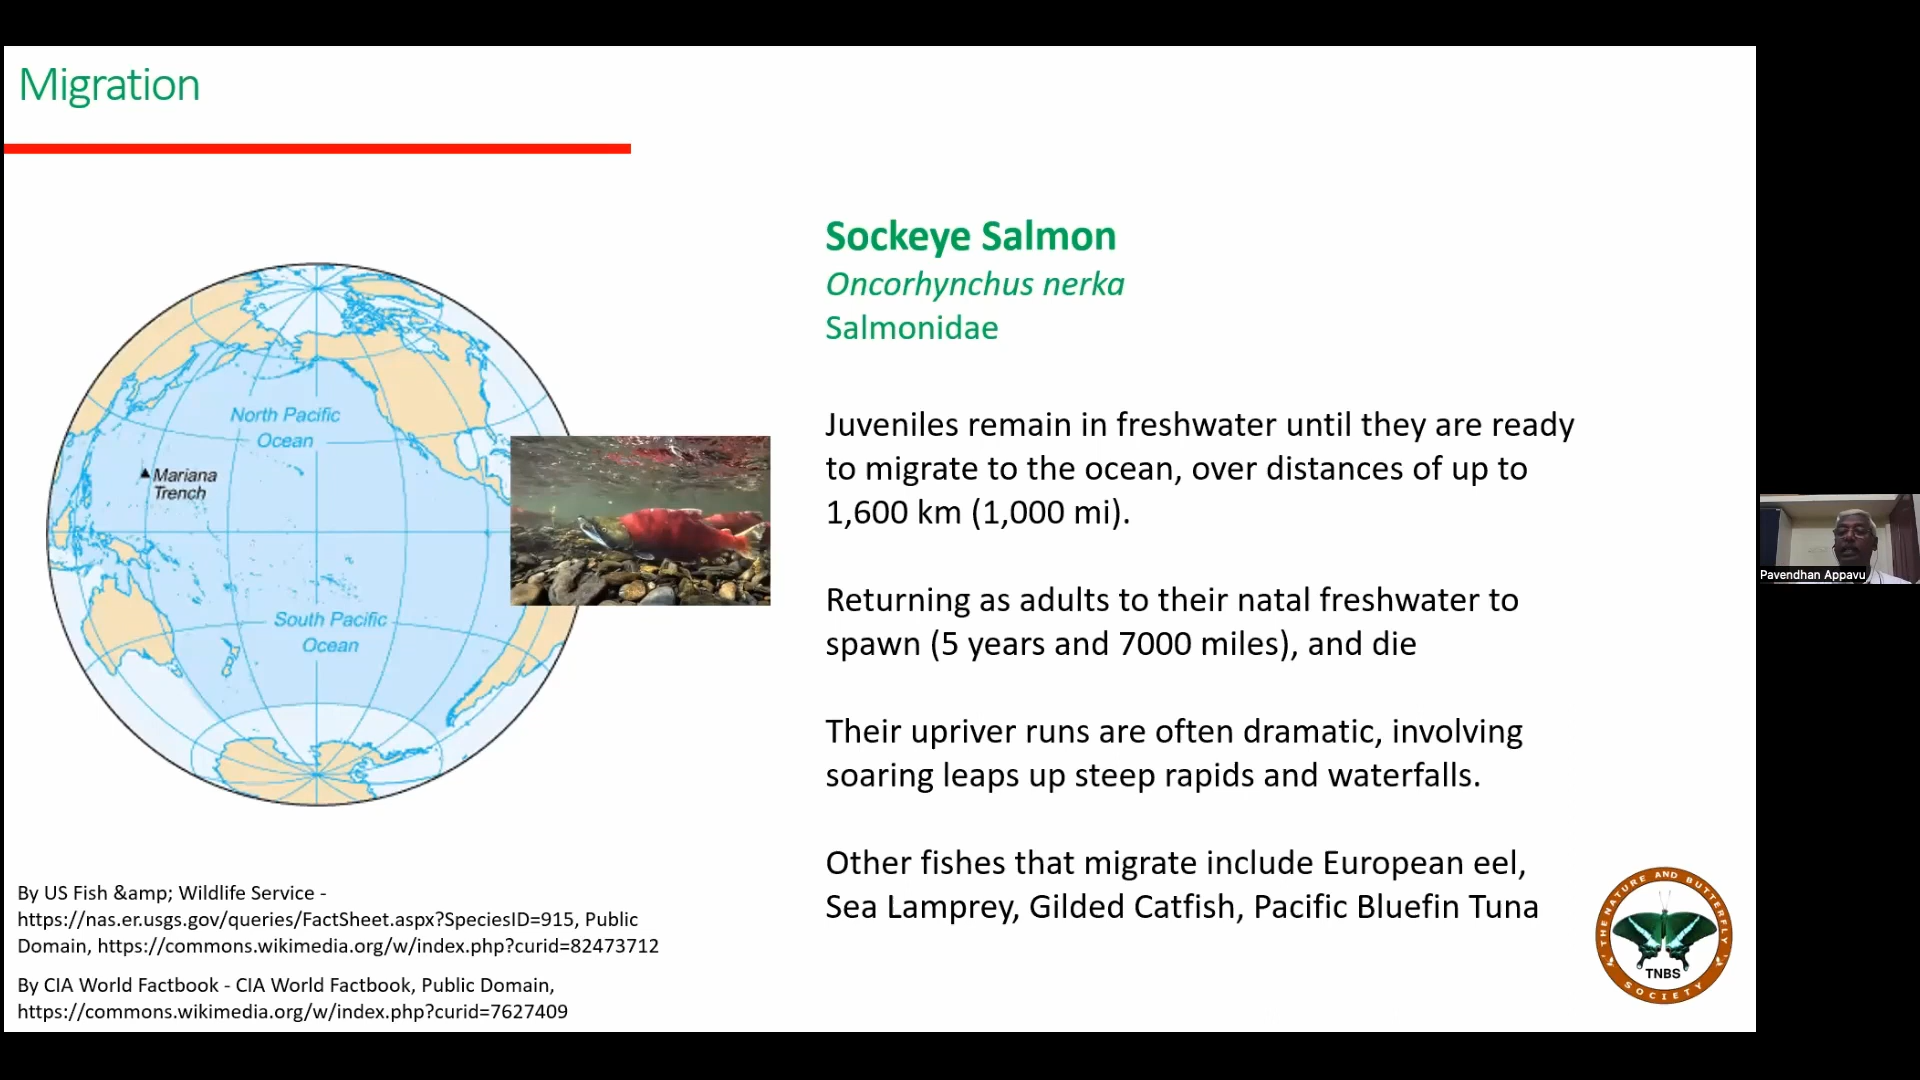 Migration
Sockeye Salmon
Oncorhynchus nerka
Salmonidae
Juveniles remain in freshwater until they are ready
to migrate to the ocean, over distances of up to
1,600 km (1,000 mi).
Returning as adults to their natal freshwater to
spawn (5 years and 7000 miles), and die
Their upriver runs are often dramatic, involving
soaring leaps up steep rapids and waterfalls.
Other fishes that migrate include European eel,
Sea Lamprey, Gilded Catfish, Pacific Bluefin Tuna
North Pacific
Ocean
Mariana
Trench
South Pacific
Ocean
By US Fish &amp; Wildlife Service -
https://nas.er.usgs.gov/queries/FactSheet.aspx?SpeciesID=915, Public
Domain, https://commons.wikimedia.org/w/index.php?curid=82473712
By CIA World Factbook - CIA World Factbook, Public Domain,
https://commons.wikimedia.org/w/index.php?curid=7627409
THE NATURE AND BUTTERFLY
TNBS
SOCIETY
Pavendhan Appavu